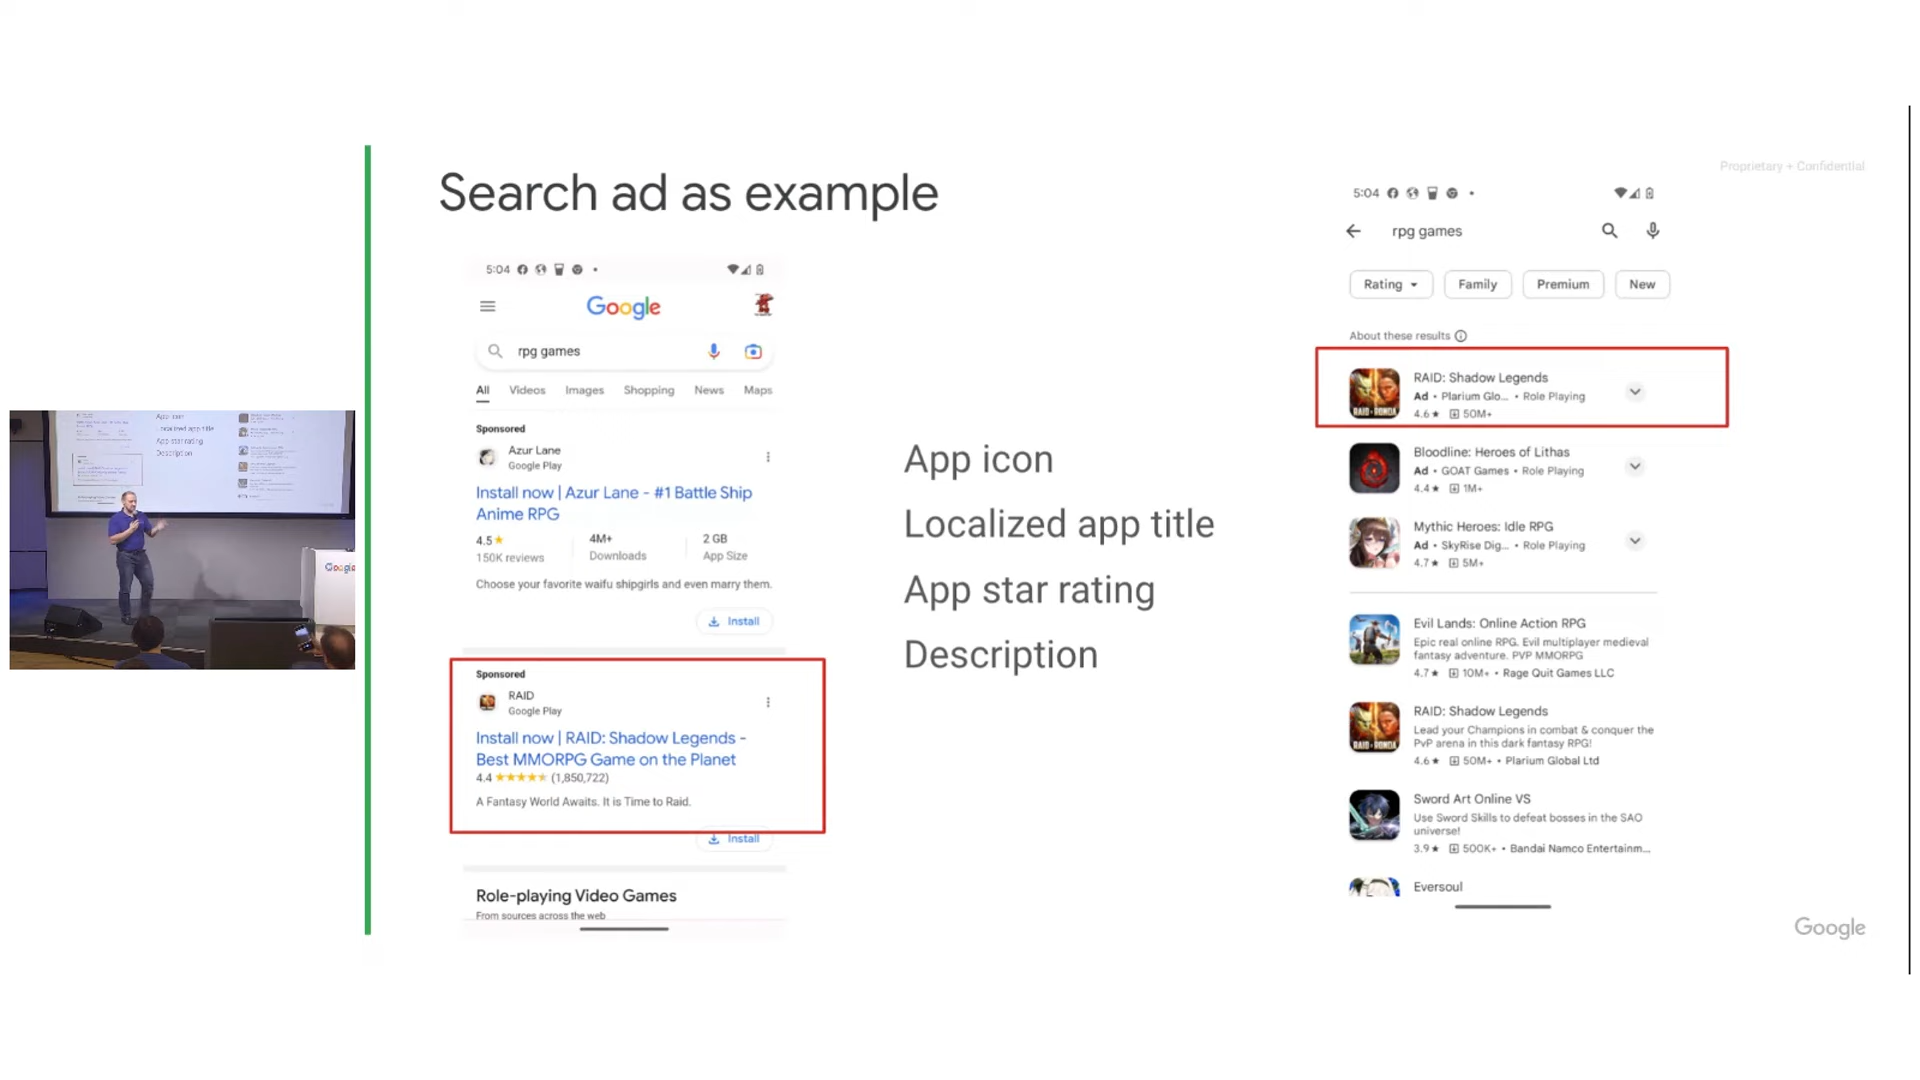 Proprietary + Confidential
Search ad as example
5:04
Google
rpg games
All Videos Images Shopping News Maps
Sponsored
Azur Lane
Google Play
Install now | Azur Lane - #1 Battle Ship
Anime RPG
4.5★ 4M+ 2 GB
150K reviews Downloads App Size
Choose your favorite waifu shipgirls and even marry them.
Install
Sponsored
RAID
Google Play
Install now | RAID: Shadow Legends -
Best MMORPG Game on the Planet
4.4 ★★★★★ (1,850,722)
A Fantasy World Awaits. It is Time to Raid.
Install
Role-playing Video Games
From sources across the web
App icon
Localized app title
App star rating
Description
5:04
rpg games
Rating Family Premium New
About these results
RAID: Shadow Legends
Ad • Plarium Glo... • Role Playing
4.6★ 50M+
Bloodline: Heroes of Lithas
Ad • GOAT Games • Role Playing
4.4★ 1M+
Mythic Heroes: Idle RPG
Ad • SkyRise Dig... • Role Playing
4.7★ 5M+
Evil Lands: Online Action RPG
Epic real online RPG. Evil multiplayer medieval
fantasy adventure. PVP MMORPG
4.7★ 10M+ • Rage Quit Games LLC
RAID: Shadow Legends
Lead your Champions in combat & conquer the
PvP arena in this dark fantasy RPG!
4.6★ 50M+ • Plarium Global Ltd
Sword Art Online VS
Use Sword Skills to defeat bosses in the SAO
universe!
3.9★ 500K+ • Bandai Namco Entertainm...
Eversoul
Google
App icon
Localized app title
App star rating
Description
Google